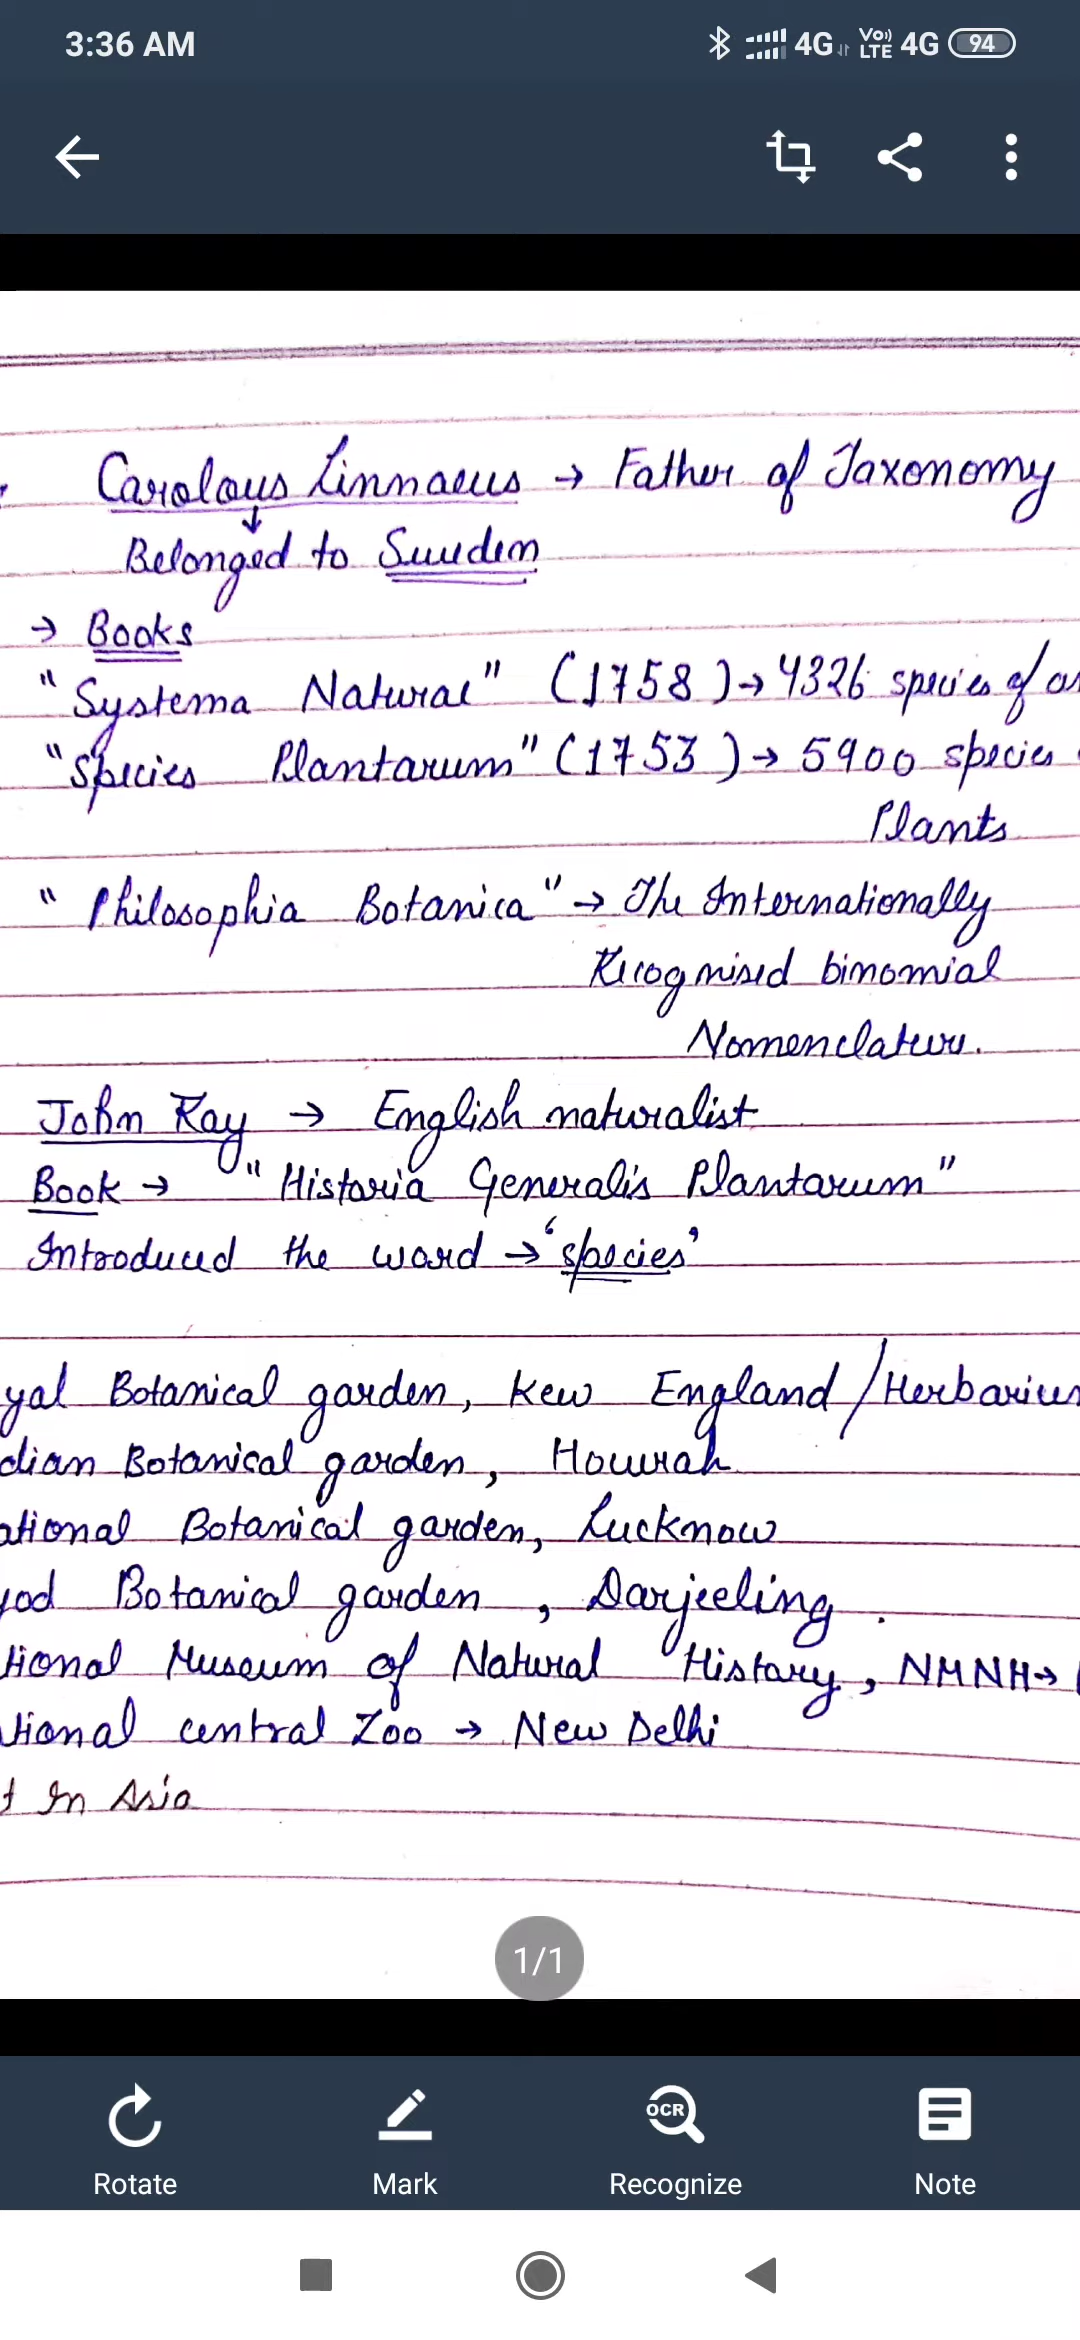 3:36 AM 4G VoLTE 4G 94
Carolous Linnaeus → Father of Taxonomy
Belonged to Sweden
→ Books
"Systema Naturae" (1758) → 4326 species of
"Species Plantarum" (1753) → 5900 species
Plants
"Philosophia Botanica" → The Internationally
Recognised binomial
Nomenclature.
John Ray → English naturalist
Book → "Historia Generalis Plantarum"
Introduced the word → 'species'
yal Botanical garden, Kew England / Herbarium
dian Botanical garden, Howrah
ational Botanical garden, Lucknow
yod Botanical garden, Darjeeling.
tional Museum of Natural History, NMNH →
tional central Zoo → New Delhi
t In Asia
1/1
Rotate Mark OCR Recognize Note